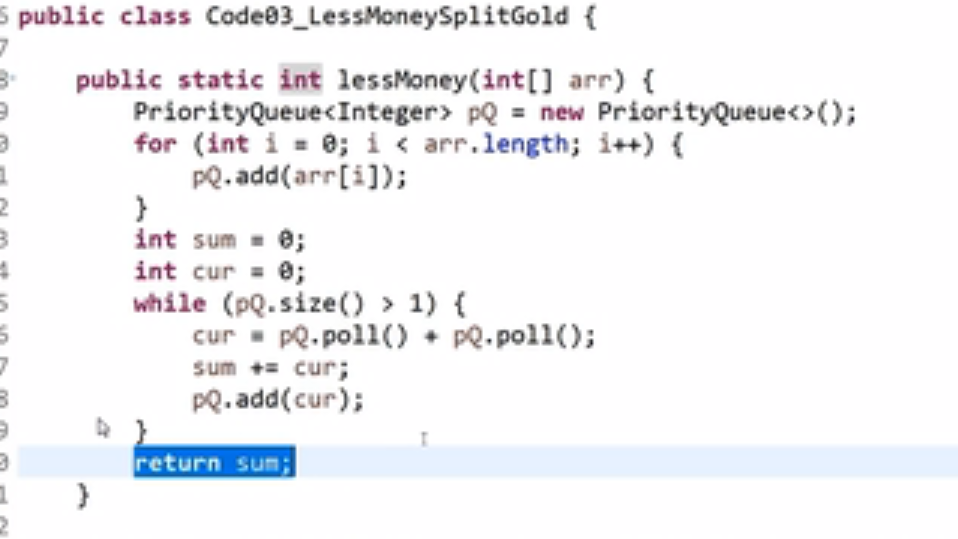 6 public class Code03_LessMoneySplitGold {
7
8 public static int lessMoney(int[] arr) {
9 PriorityQueue<Integer> pQ = new PriorityQueue<>();
0 for (int i = 0; i < arr.length; i++) {
1 pQ.add(arr[i]);
2 }
3 int sum = 0;
4 int cur = 0;
5 while (pQ.size() > 1) {
6 cur = pQ.poll() + pQ.poll();
7 sum += cur;
8 pQ.add(cur);
9 }
0 return sum;
1 }
2